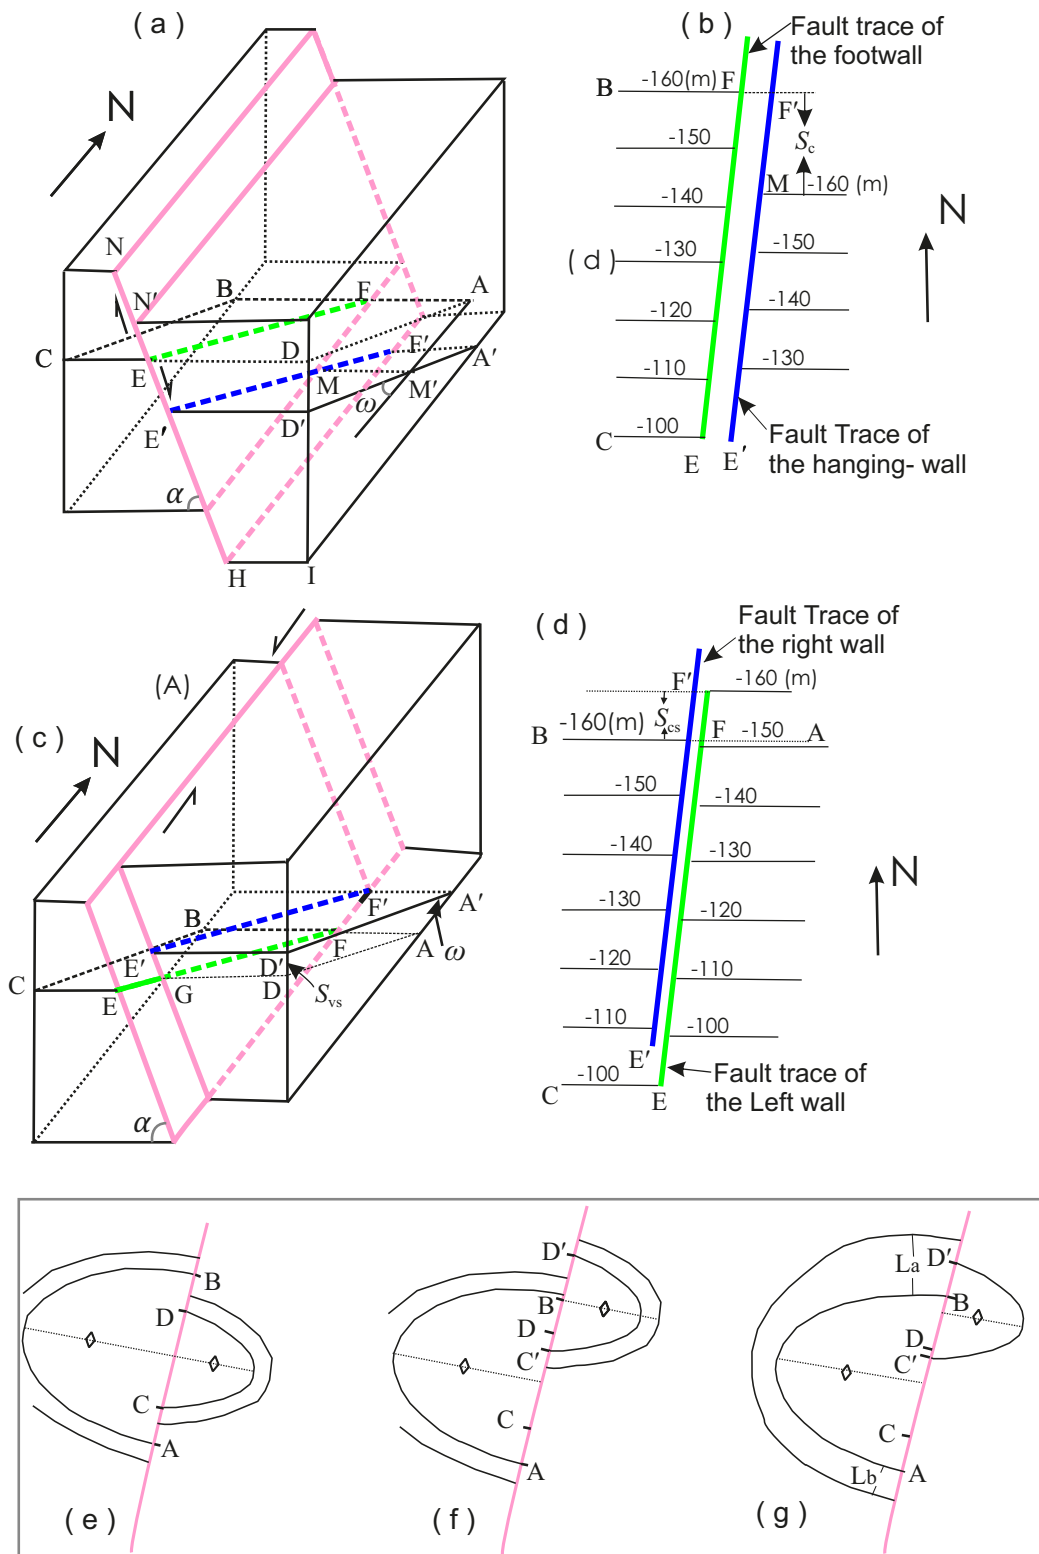 (a)
N
N
N'
B
F
A
C
D
F'
A'
E
M
M'
ω
E'
D'
α
H
I
(b)
Fault trace of
the footwall
B
-160(m)
F
F'
-150
Sc
M
-160 (m)
-140
N
(d)
-130
-150
-120
-140
-110
-130
-100
C
E
E'
Fault Trace of
the hanging- wall
(A)
(c)
N
B
F'
A'
E'
F
A
ω
C
D'
E
G
D
Svs
α
(d)
Fault Trace of
the right wall
F'
-160 (m)
-160(m)
Scs
B
F
-150
A
-150
-140
-140
-130
N
-130
-120
-120
-110
-110
-100
E'
-100
C
E
Fault trace of
the Left wall
B
D
C
A
(e)
D'
B
D
C'
C
A
(f)
La
D'
B
D
C'
C
Lb
A
(g)